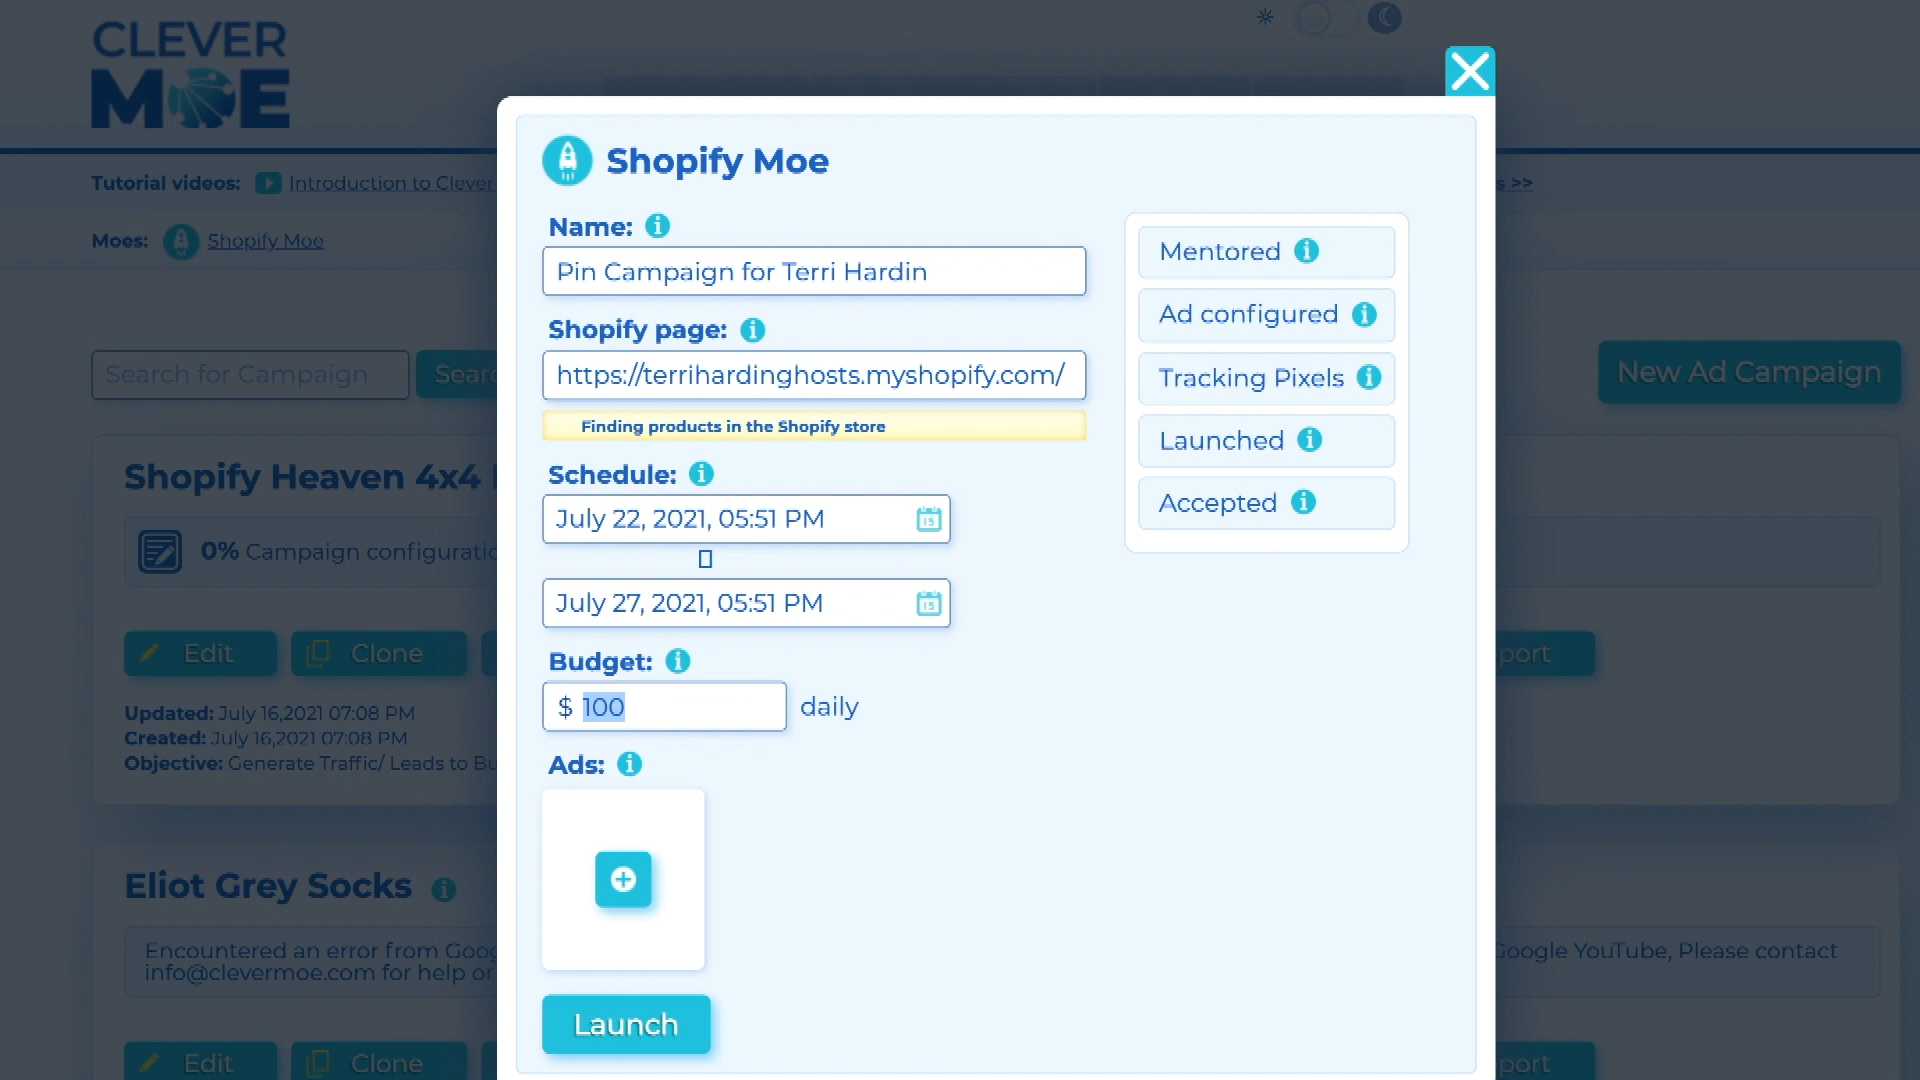 CLEVER
MOE
Tutorial videos: Introduction to Clever
s >>
Moes: Shopify Moe
Search for Campaign
Sear
New Ad Campaign
Shopify Heaven 4x4
0% Campaign configuratio
Edit
Clone
port
Updated: July 16,2021 07:08 PM
Created: July 16,2021 07:08 PM
Objective: Generate Traffic/ Leads to Bu
Eliot Grey Socks
Encountered an error from Goog
Google YouTube, Please contact
info@clevermoe.com for help or
Edit
Clone
port
Shopify Moe
Name:
Pin Campaign for Terri Hardin
Shopify page:
https://terrihardinghosts.myshopify.com/
Finding products in the Shopify store
Schedule:
July 22, 2021, 05:51 PM
July 27, 2021, 05:51 PM
Budget:
$ 100 daily
Ads:
Launch
Mentored
Ad configured
Tracking Pixels
Launched
Accepted